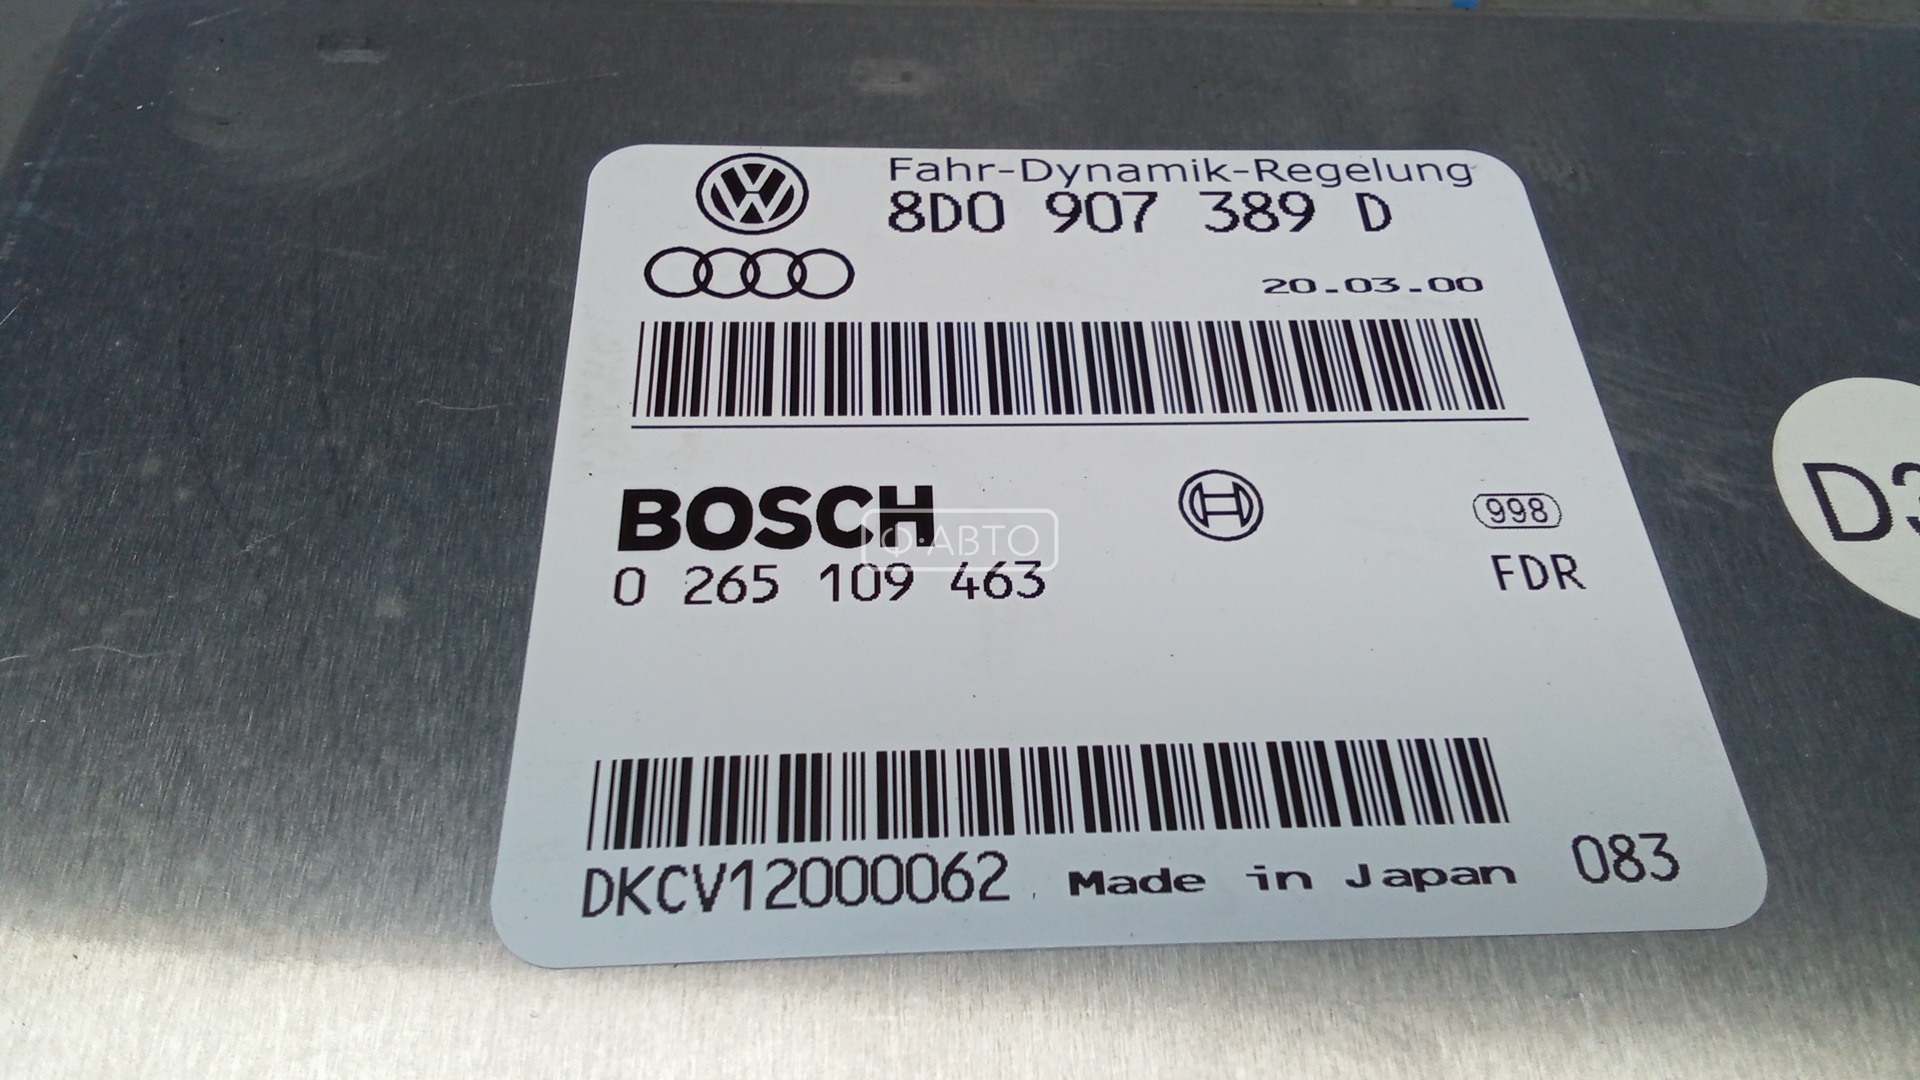 Fahr-Dynamik-Regelung
8D0 907 389 D
20.03.00
BOSCH
Ф·АВТО
998
0 265 109 463
FDR
DKCV12000062
Made in Japan
083